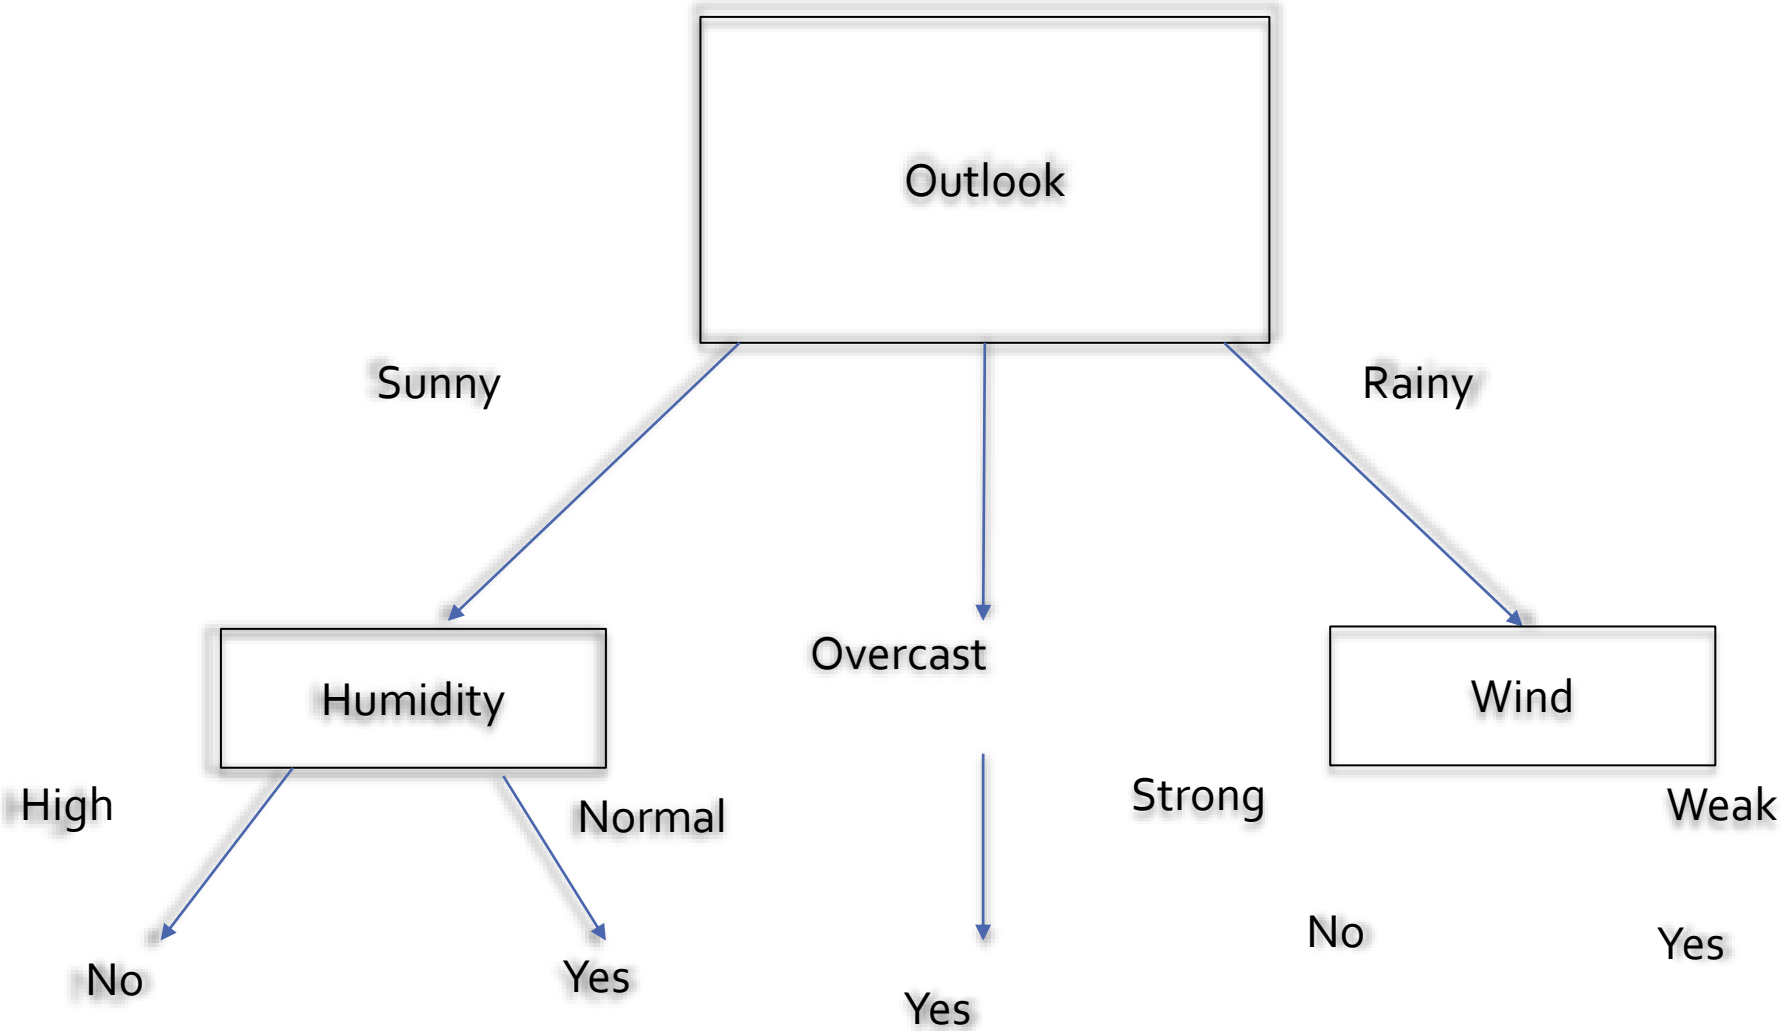 Outlook
Sunny
Rainy
Overcast
Humidity
Wind
High
Normal
Strong
Weak
No
Yes
Yes
No
Yes